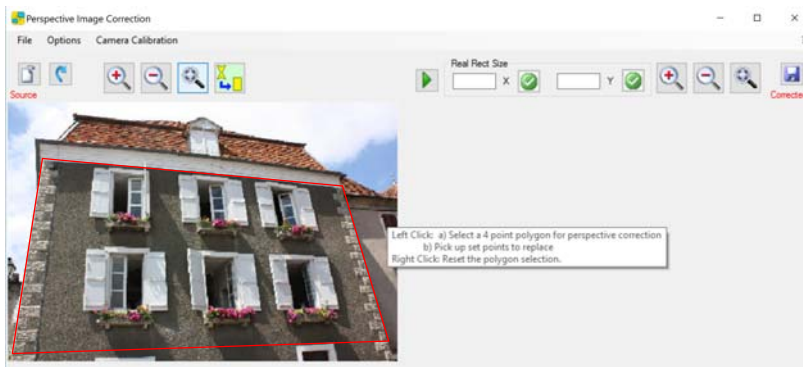 Perspective Image Correction
File Options Camera Calibration
Real Rect Size
X Y
Source
Corrected
Left Click: a) Select a 4 point polygon for perspective correction
b) Pick up set points to replace
Right Click: Reset the polygon selection.